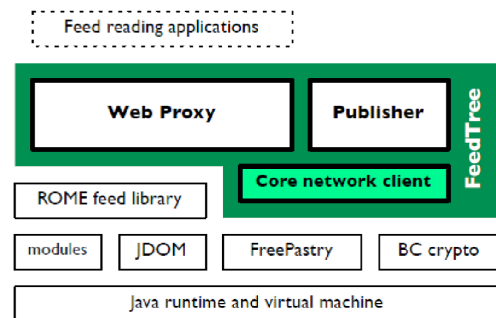 Feed reading applications
Web Proxy
Publisher
FeedTree
Core network client
ROME feed library
modules
JDOM
FreePastry
BC crypto
Java runtime and virtual machine